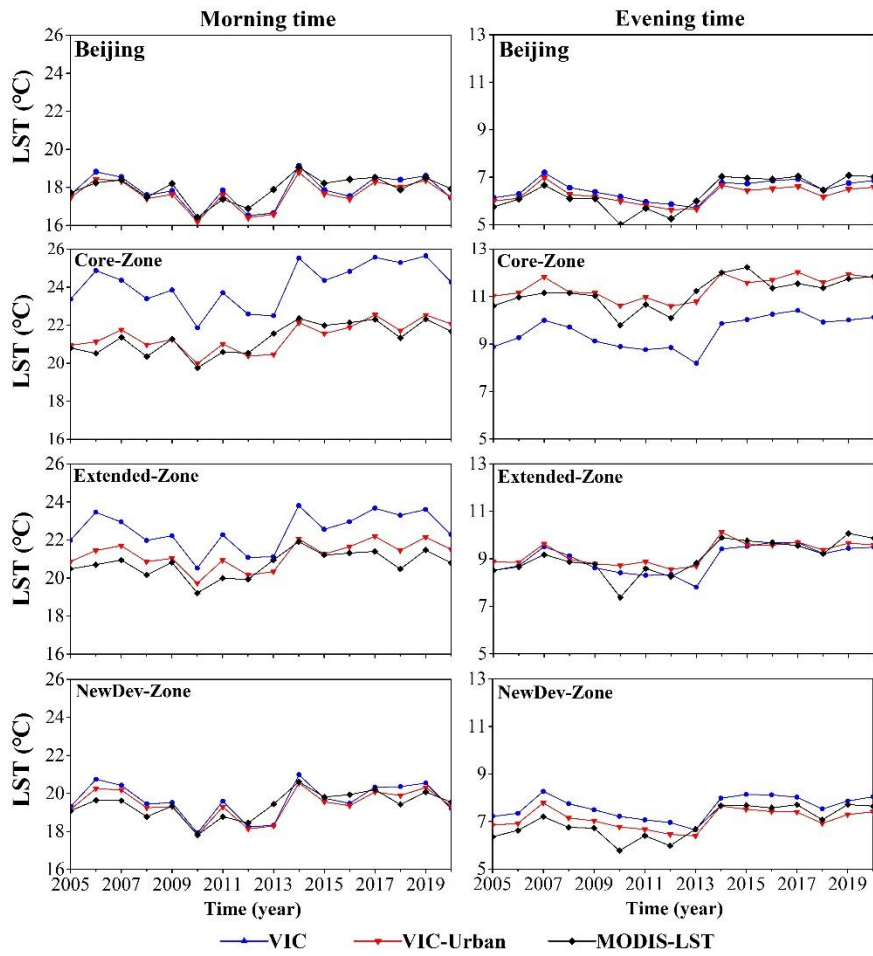 Morning time
Evening time
LST (℃)
26
24
22
20
18
16
Beijing
LST (℃)
13
11
9
7
5
Beijing
LST (℃)
26
24
22
20
18
16
Core-Zone
LST (℃)
13
11
9
7
5
Core-Zone
LST (℃)
26
24
22
20
18
16
Extended-Zone
LST (℃)
13
11
9
7
5
Extended-Zone
LST (℃)
26
24
22
20
18
16
NewDev-Zone
LST (℃)
13
11
9
7
5
NewDev-Zone
2005 2007 2009 2011 2013 2015 2017 2019
2005 2007 2009 2011 2013 2015 2017 2019
Time (year)
Time (year)
VIC VIC-Urban MODIS-LST